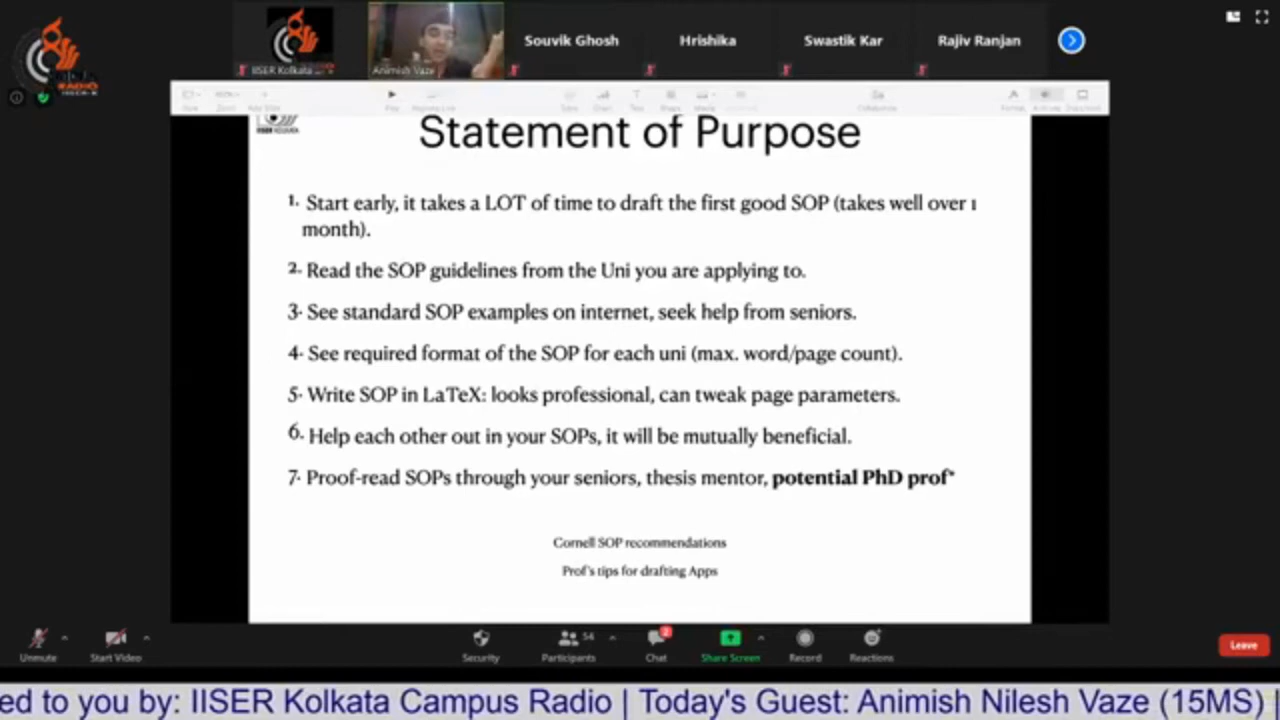 Souvik Ghosh
Hrishika
Swastik Kar
Rajiv Ranjan
IISER Kolkata
Animish Vaze
RADIO
IISER-K
Statement of Purpose
1. Start early, it takes a LOT of time to draft the first good SOP (takes well over 1
month).
2. Read the SOP guidelines from the Uni you are applying to.
3. See standard SOP examples on internet, seek help from seniors.
4. See required format of the SOP for each uni (max. word/page count).
5. Write SOP in LaTeX: looks professional, can tweak page parameters.
6. Help each other out in your SOPs, it will be mutually beneficial.
7. Proof-read SOPs through your seniors, thesis mentor, potential PhD prof*
Cornell SOP recommendations
Prof's tips for drafting Apps
54
2
Unmute
Start Video
Security
Participants
Chat
Share Screen
Record
Reactions
Leave
ed to you by: IISER Kolkata Campus Radio | Today's Guest: Animish Nilesh Vaze (15MS) |